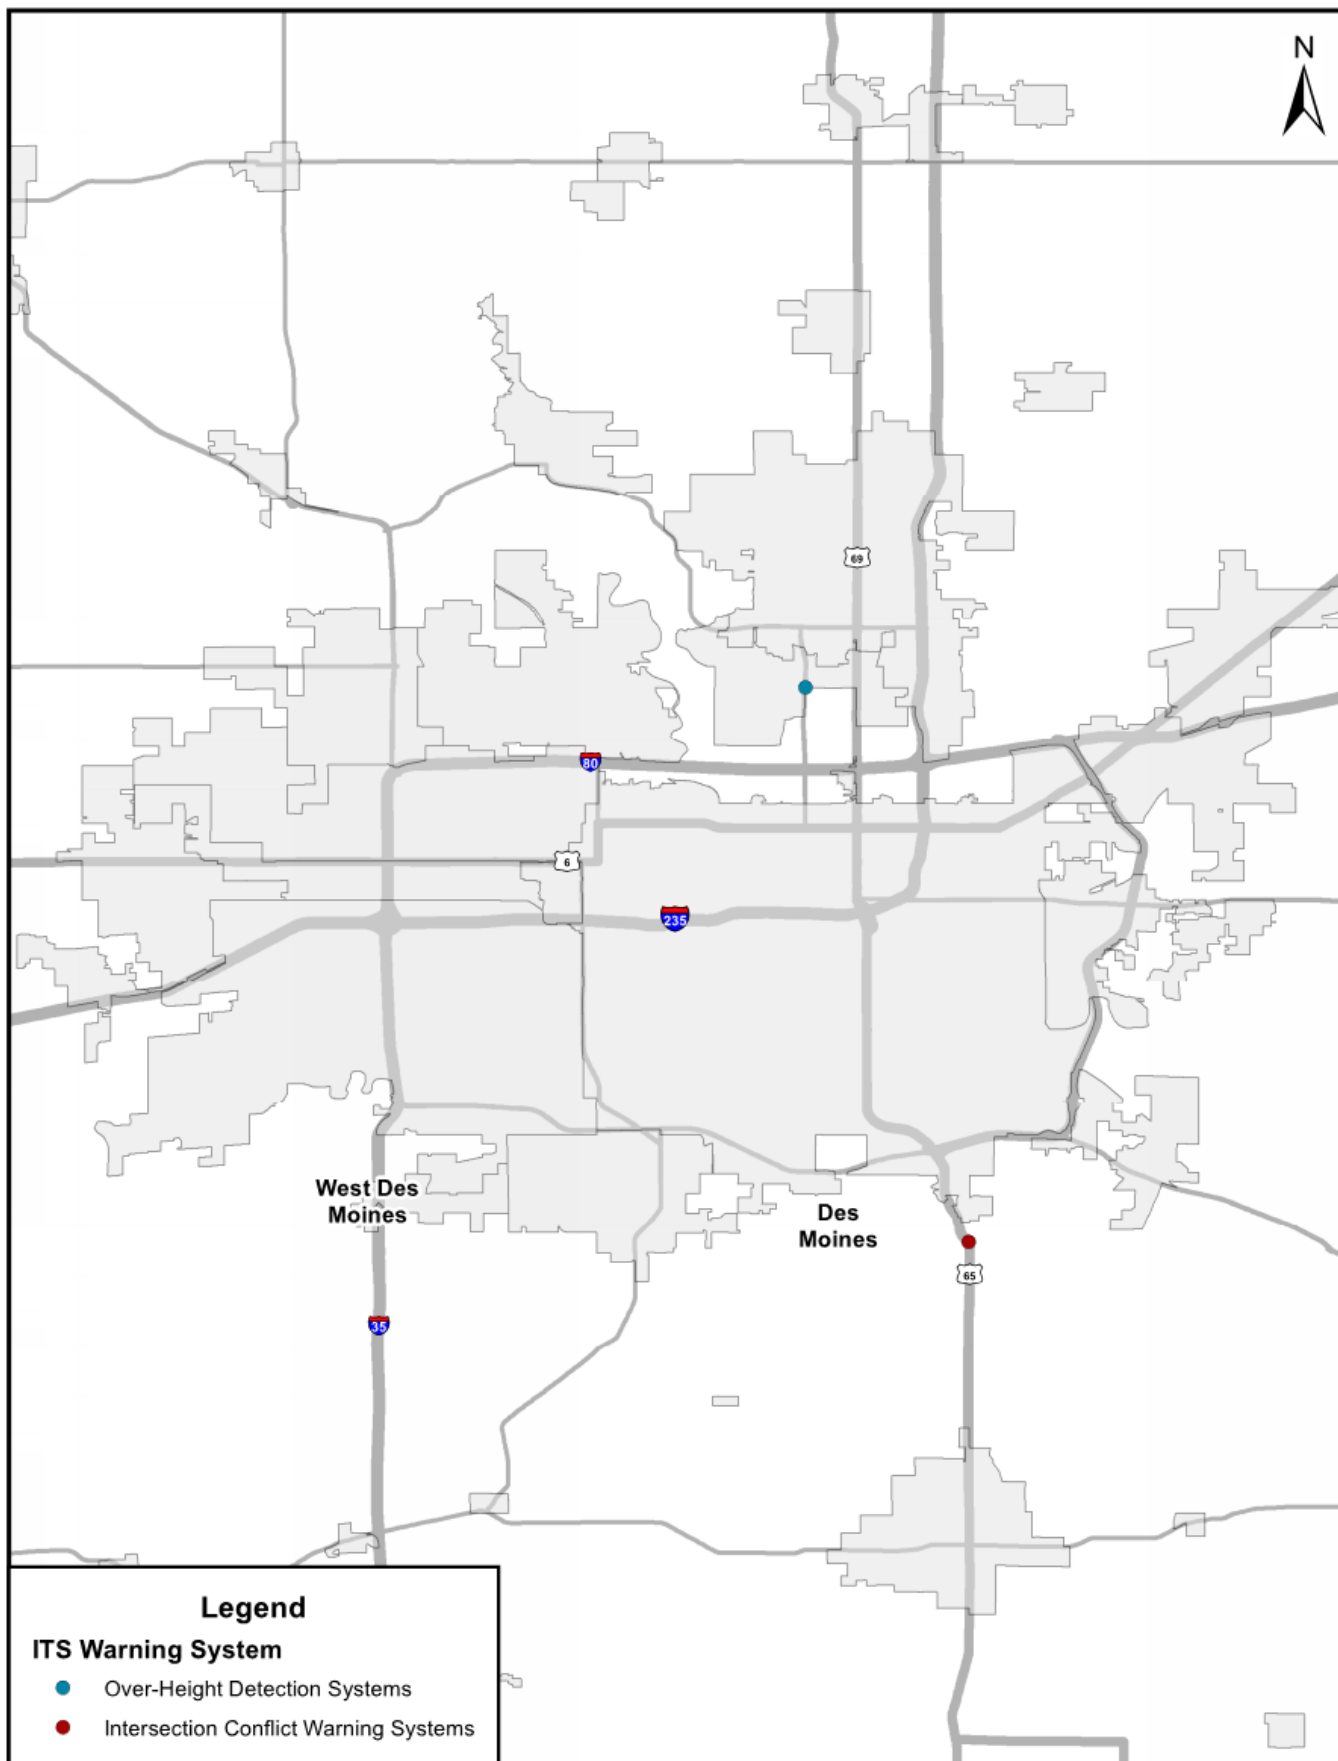 N
69
80
6
235
West Des
Moines
Des
Moines
65
35
Legend
ITS Warning System
Over-Height Detection Systems
Intersection Conflict Warning Systems